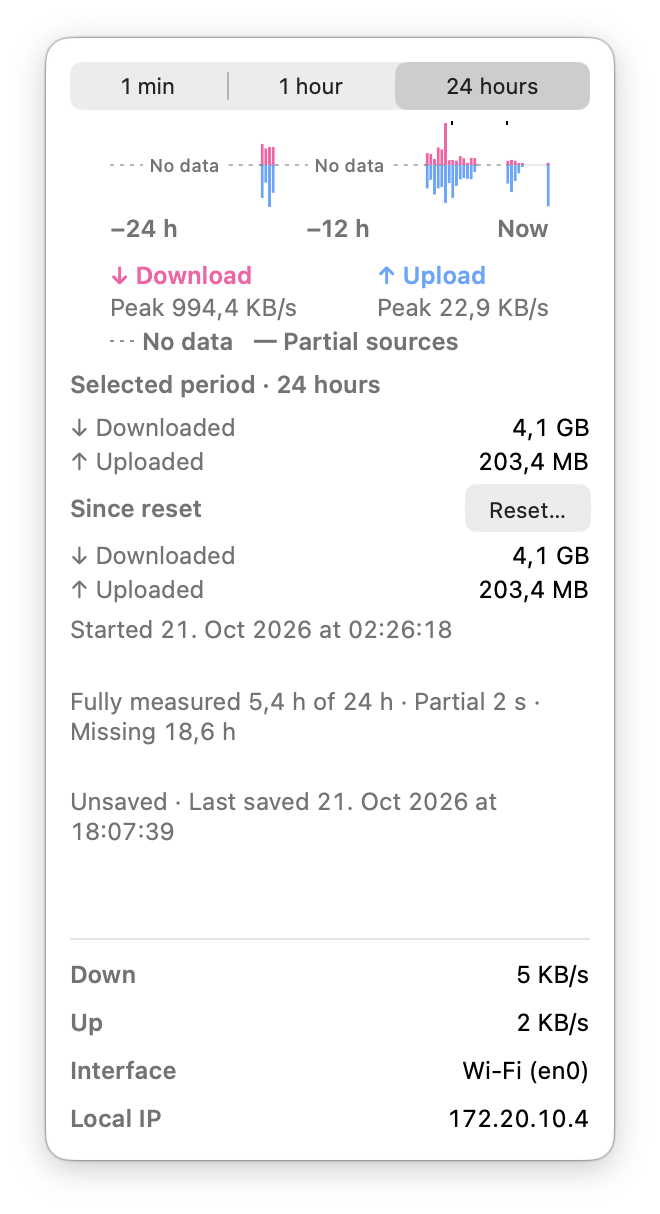 1 min 1 hour 24 hours
No data No data
–24 h –12 h Now
↓ Download ↑ Upload
Peak 994,4 KB/s Peak 22,9 KB/s
No data — Partial sources
Selected period · 24 hours
↓ Downloaded 4,1 GB
↑ Uploaded 203,4 MB
Since reset Reset...
↓ Downloaded 4,1 GB
↑ Uploaded 203,4 MB
Started 21. Oct 2026 at 02:26:18
Fully measured 5,4 h of 24 h · Partial 2 s ·
Missing 18,6 h
Unsaved · Last saved 21. Oct 2026 at
18:07:39
Down 5 KB/s
Up 2 KB/s
Interface Wi-Fi (en0)
Local IP 172.20.10.4